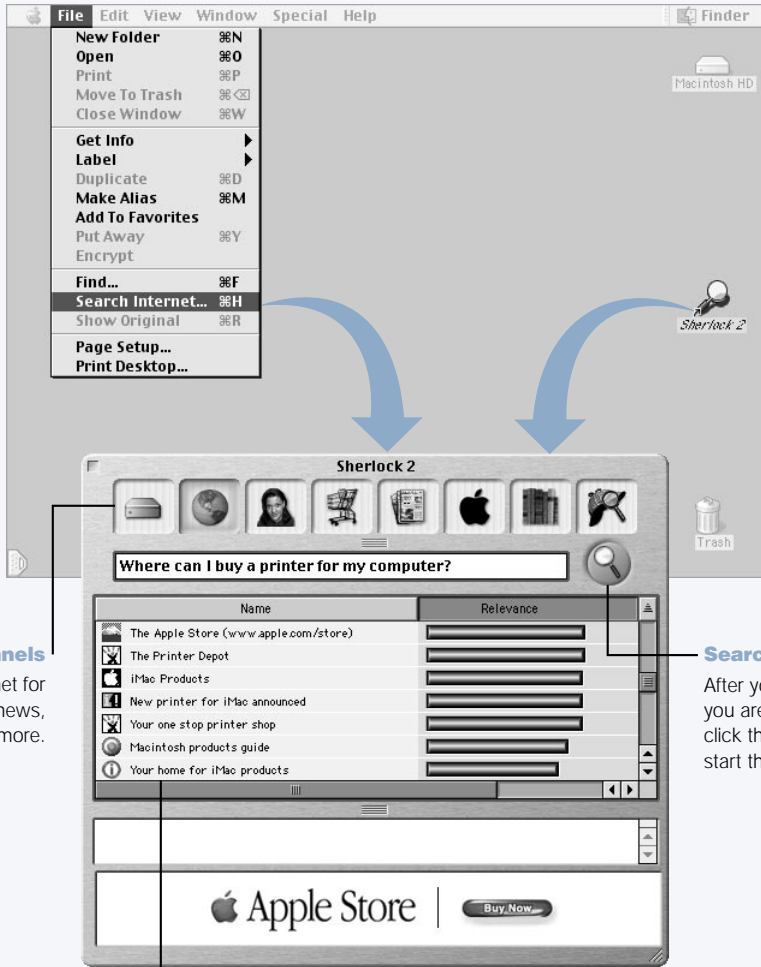 File Edit View Window Special Help Finder
New Folder ⌘N
Open ⌘O
Print ⌘P
Move To Trash ⌘⌫
Close Window ⌘W
Get Info
Label
Duplicate ⌘D
Make Alias ⌘M
Add To Favorites
Put Away ⌘Y
Encrypt
Find... ⌘F
Search Internet... ⌘H
Show Original ⌘R
Page Setup...
Print Desktop...
Macintosh HD
Sherlock 2
Trash
Sherlock 2
Where can I buy a printer for my computer?
Name Relevance
The Apple Store (www.apple.com/store)
The Printer Depot
iMac Products
New printer for iMac announced
Your one stop printer shop
Macintosh products guide
Your home for iMac products
Apple Store
Buy Now
nels
et for
news,
more.
Searc
After yo
you are
click th
start th